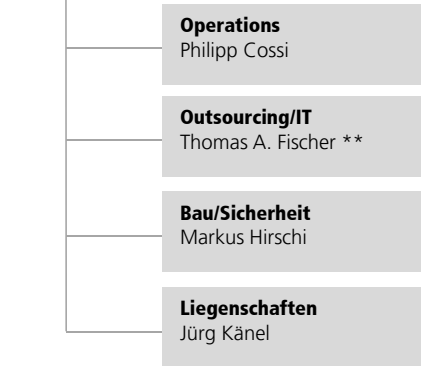 Operations
Philipp Cossi
Outsourcing/IT
Thomas A. Fischer **
Bau/Sicherheit
Markus Hirschi
Liegenschaften
Jürg Känel